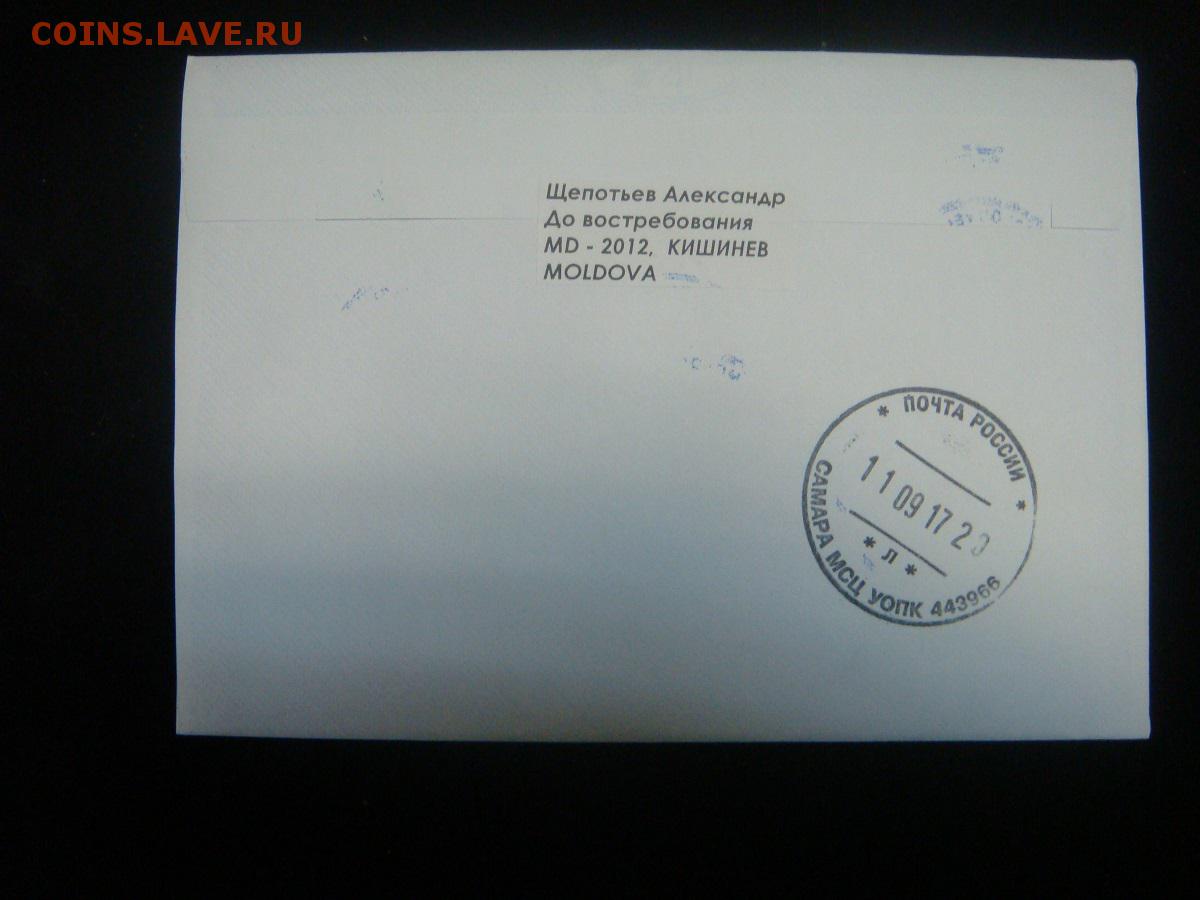 COINS.LAVE.RU
Щепотьев Александр
До востребования
MD - 2012, КИШИНЕВ
MOLDOVA
* ПОЧТА РОССИИ *
11 09 17 2
* Л *
САМАРА МСЦ УОПК 443966